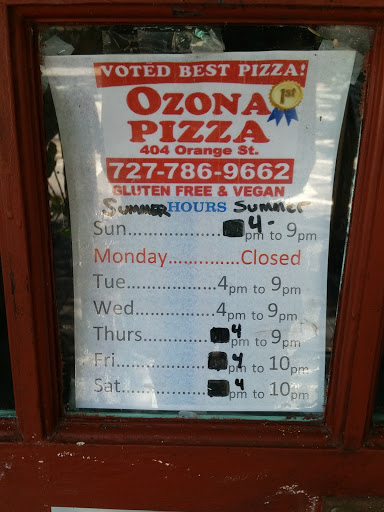 VOTED BEST PIZZA!
OZONA 1st
PIZZA
404 Orange St.
727-786-9662
GLUTEN FREE & VEGAN
Summer HOURS Summer
Sun..................4-pm to 9pm
Monday.............Closed
Tue..................4pm to 9pm
Wed.................4pm to 9pm
Thurs..............4pm to 9pm
Fri...................4pm to 10pm
Sat..................4pm to 10pm